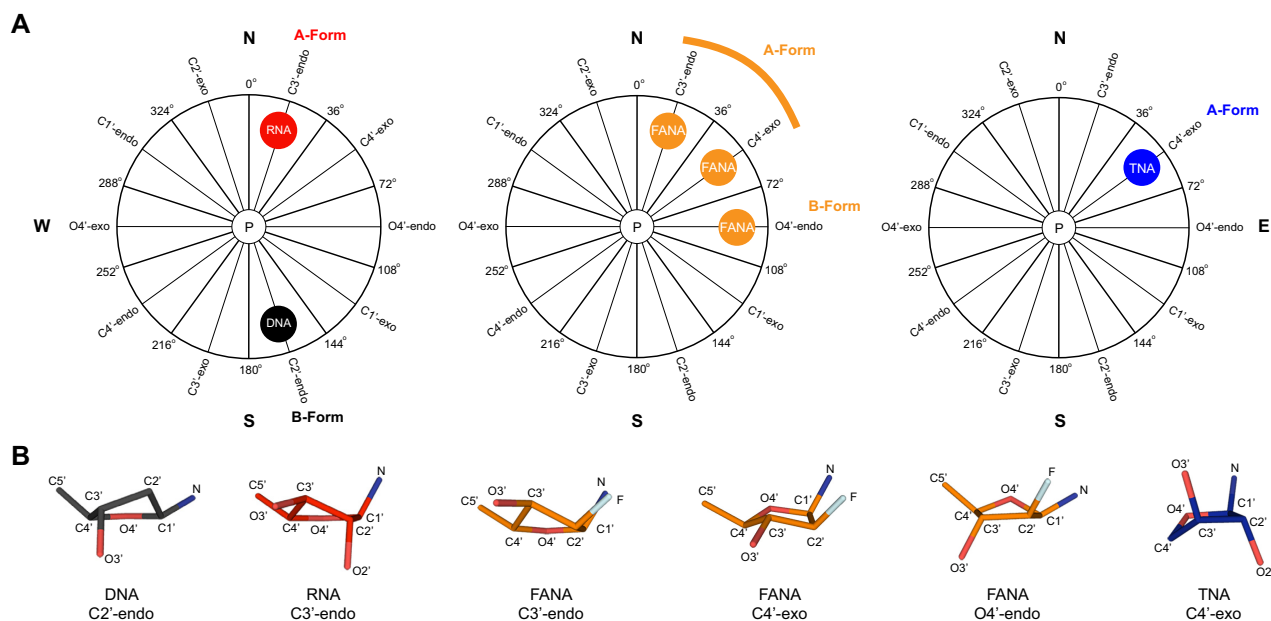 A
N
A-Form
0°
C3'-endo
36°
C4'-exo
72°
O4'-endo
108°
C1'-exo
144°
C2'-endo
180°
C3'-exo
216°
C4'-endo
252°
O4'-exo
288°
C1'-endo
324°
C2'-exo
W
RNA
P
DNA
B-Form
S
N
A-Form
0°
C3'-endo
36°
C4'-exo
72°
O4'-endo
108°
C1'-exo
144°
C2'-endo
180°
C3'-exo
216°
C4'-endo
252°
O4'-exo
288°
C1'-endo
324°
C2'-exo
FANA
FANA
B-Form
FANA
P
S
N
A-Form
0°
C3'-endo
36°
C4'-exo
72°
O4'-endo
108°
C1'-exo
144°
C2'-endo
180°
C3'-exo
216°
C4'-endo
252°
O4'-exo
288°
C1'-endo
324°
C2'-exo
TNA
P
E
S
B
C5'
C3'
C2'
N
C4'
O4'
C1'
O3'
DNA
C2'-endo
N
C5'
C3'
O3'
C4'
O4'
C1'
C2'
O2'
RNA
C3'-endo
C5'
O3'
C3'
N
F
C4'
O4'
C2'
C1'
FANA
C3'-endo
N
C5'
O4'
C1'
F
C4'
C3'
O3'
C2'
FANA
C4'-exo
C5'
F
O4'
N
C4'
C3'
C2'
C1'
O3'
FANA
O4'-endo
O3'
N
O4'
C1'
C4'
C3'
C2'
O2
TNA
C4'-exo